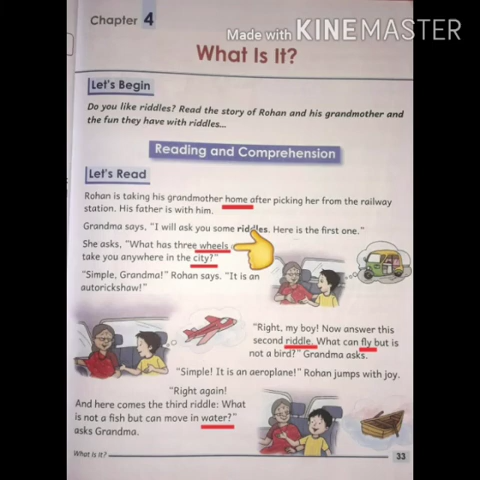 Chapter 4
Made with KINEMASTER
What Is It?
Let's Begin
Do you like riddles? Read the story of Rohan and his grandmother and
the fun they have with riddles...
Reading and Comprehension
Let's Read
Rohan is taking his grandmother home after picking her from the railway
station. His father is with him.
Grandma says, "I will ask you some riddles. Here is the first one."
She asks, "What has three wheels
take you anywhere in the city?"
"Simple, Grandma!" Rohan says. "It is an
autorickshaw!"
"Right, my boy! Now answer this
second riddle. What can fly but is
not a bird?" Grandma asks.
"Simple! It is an aeroplane!" Rohan jumps with joy.
"Right again!
And here comes the third riddle: What
is not a fish but can move in water?"
asks Grandma.
What Is It?
33